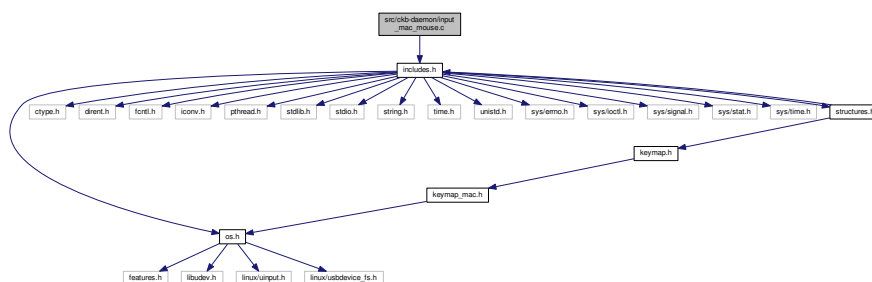 src/ckb-daemon/input
_mac_mouse.c
includes.h
ctype.h
dirent.h
fcntl.h
iconv.h
pthread.h
stdlib.h
stdio.h
string.h
time.h
unistd.h
sys/errno.h
sys/ioctl.h
sys/signal.h
sys/stat.h
sys/time.h
structures.h
keymap.h
keymap_mac.h
os.h
features.h
libudev.h
linux/uinput.h
linux/usbdevice_fs.h